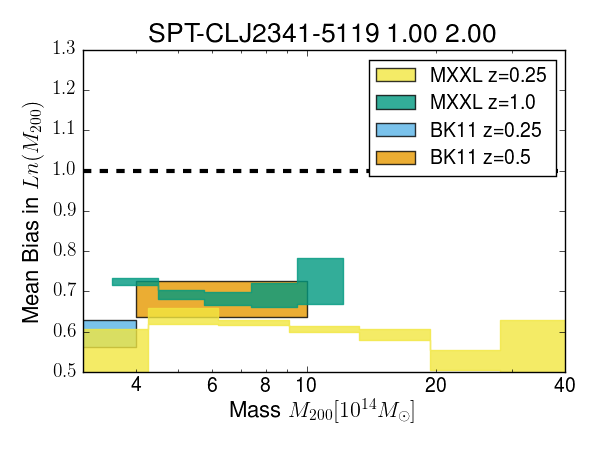 SPT-CLJ2341-5119 1.00 2.00
MXXL z=0.25
MXXL z=1.0
BK11 z=0.25
BK11 z=0.5
Mean Bias in Ln(M₂₀₀)
1.3
1.2
1.1
1.0
0.9
0.8
0.7
0.6
0.5
4
6
8
10
20
40
Mass M₂₀₀[10¹⁴M☉]